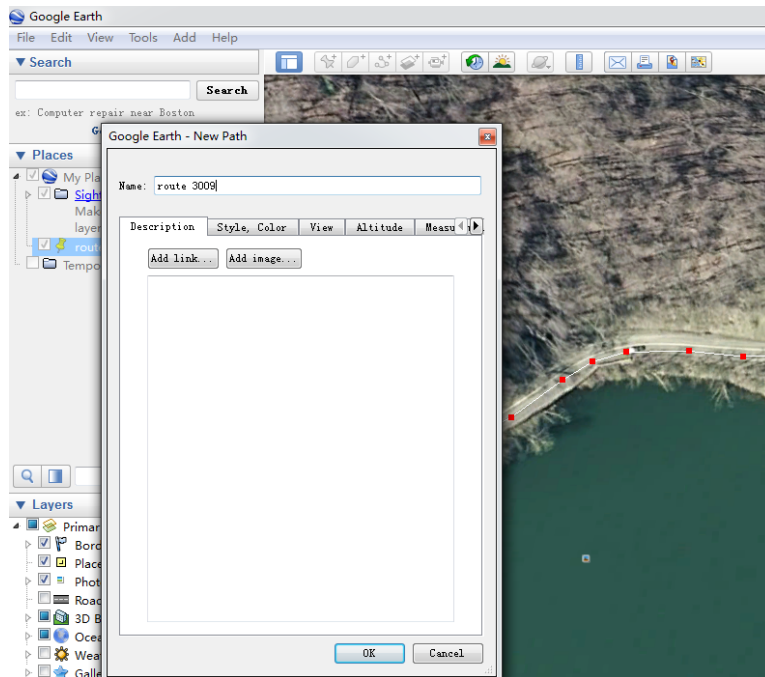 Google Earth
File Edit View Tools Add Help
Search
Search
ex: Computer repair near Boston
Google Earth - New Path
Places
Name: route 3009
My Pla
Sight
Description Style, Color View Altitude Measu
Mak
layer
rout
Add link... Add image...
Tempo
Layers
Primar
Bord
Place
Phot
Road
3D B
Ocea
Wea
Galle
OK Cancel